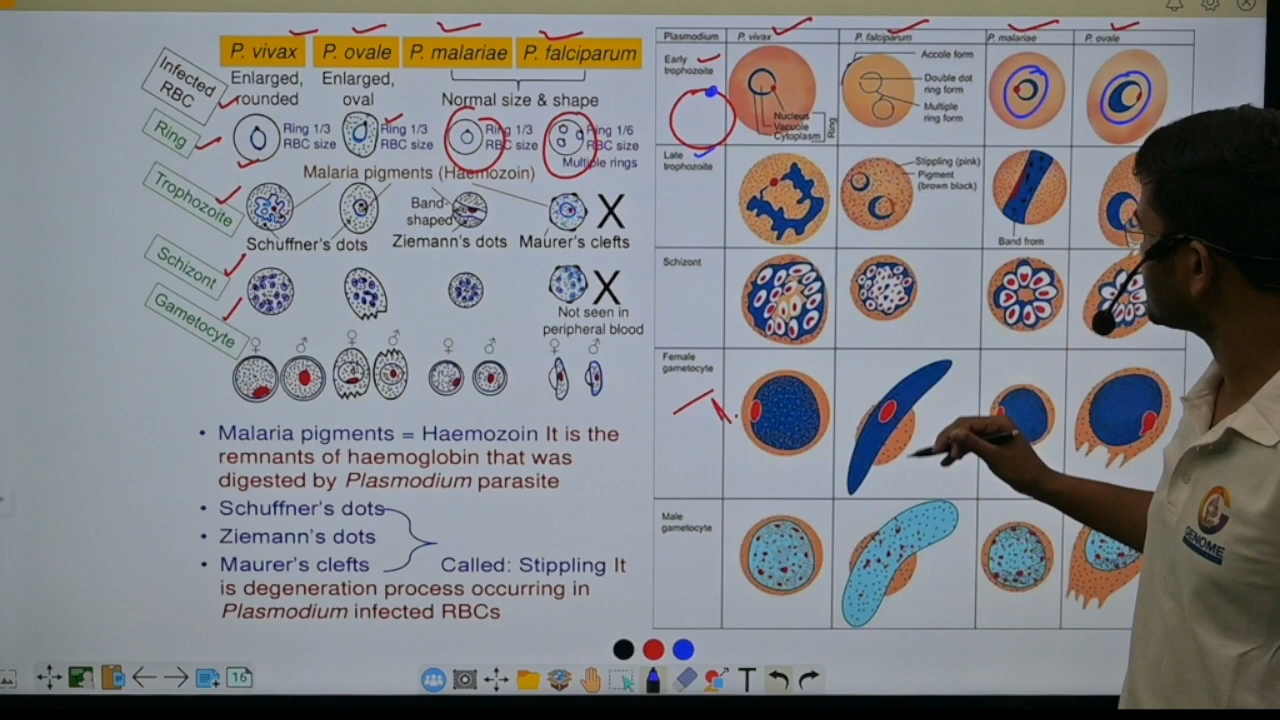 P. vivax P. ovale P. malariae P. falciparum
Infected
RBC
Enlarged,
rounded
Enlarged,
oval
Normal size & shape
Ring
Ring 1/3
RBC size
Ring 1/3
RBC size
Ring 1/3
RBC size
Ring 1/6
RBC size
Multiple rings
Malaria pigments (Haemozoin)
Trophozoite
Band-
shaped
X
Schuffner's dots Ziemann's dots Maurer's clefts
Schizont
X
Not seen in
peripheral blood
Gametocyte
♀ ♂ ♀ ♂ ♀ ♂ ♀ ♂
• Malaria pigments = Haemozoin It is the
remnants of haemoglobin that was
digested by Plasmodium parasite
• Schuffner's dots
• Ziemann's dots
• Maurer's clefts Called: Stippling It
is degeneration process occurring in
Plasmodium infected RBCs
Plasmodium P. vivax P. falciparum P. malariae P. ovale
Early
trophozoite
Nucleus
Vacuole
Cytoplasm
Ring
Accole form
Double dot
ring form
Multiple
ring form
Late
trophozoite
Stippling (pink)
Pigment
(brown black)
Band from
Schizont
Female
gametocyte
Male
gametocyte
GENOME
16
T